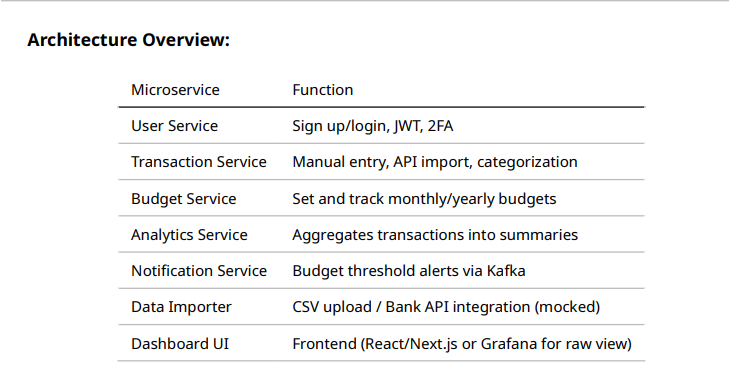 Architecture Overview:
Microservice Function
User Service Sign up/login, JWT, 2FA
Transaction Service Manual entry, API import, categorization
Budget Service Set and track monthly/yearly budgets
Analytics Service Aggregates transactions into summaries
Notification Service Budget threshold alerts via Kafka
Data Importer CSV upload / Bank API integration (mocked)
Dashboard UI Frontend (React/Next.js or Grafana for raw view)